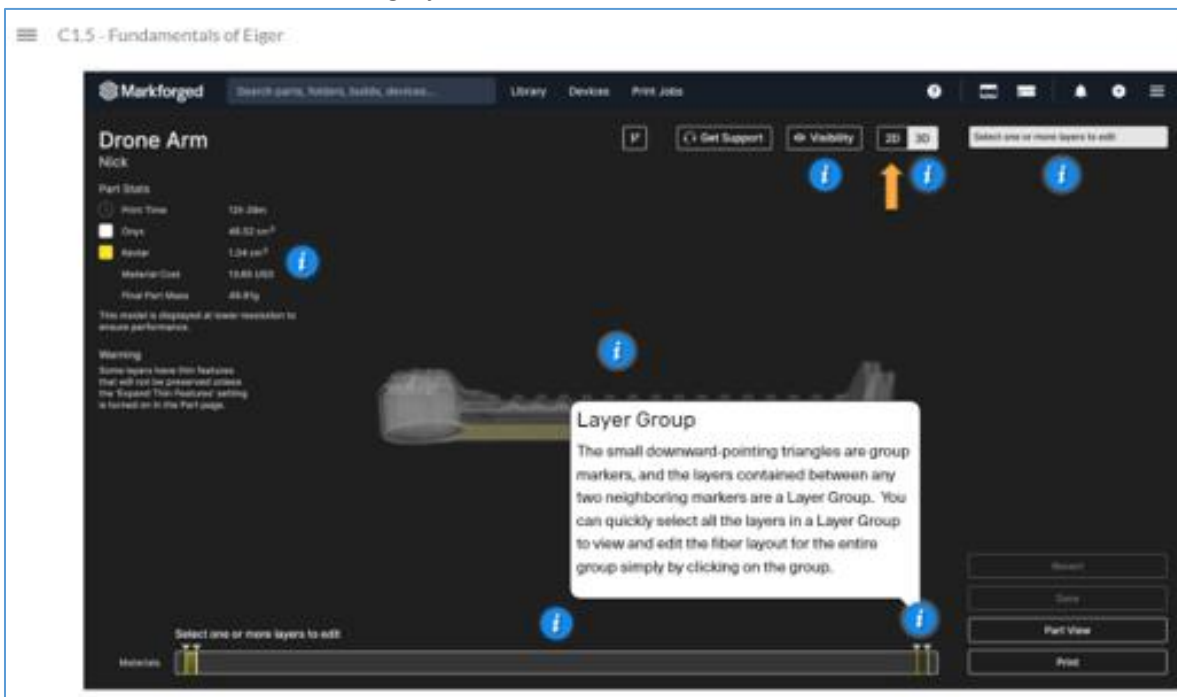 C1.5 - Fundamentals of Eiger
Markforged
Search parts, folders, builds, devices...
Library Devices Print Jobs
Drone Arm
Nick
Get Support
Visibility
2D 3D
Select one or more layers to edit
Part Stats
Print Time
Onyx
Kevlar
Material Cost
Final Part Mass
This model is displayed at lower resolution to
ensure performance.
Warning
Some layers have thin features
that will not be preserved unless
the 'Expand Thin Features' setting
is turned on in the Part page.
Layer Group
The small downward-pointing triangles are group
markers, and the layers contained between any
two neighboring markers are a Layer Group. You
can quickly select all the layers in a Layer Group
to view and edit the fiber layout for the entire
group simply by clicking on the group.
Revert
Save
Part View
Print
Select one or more layers to edit
Materials